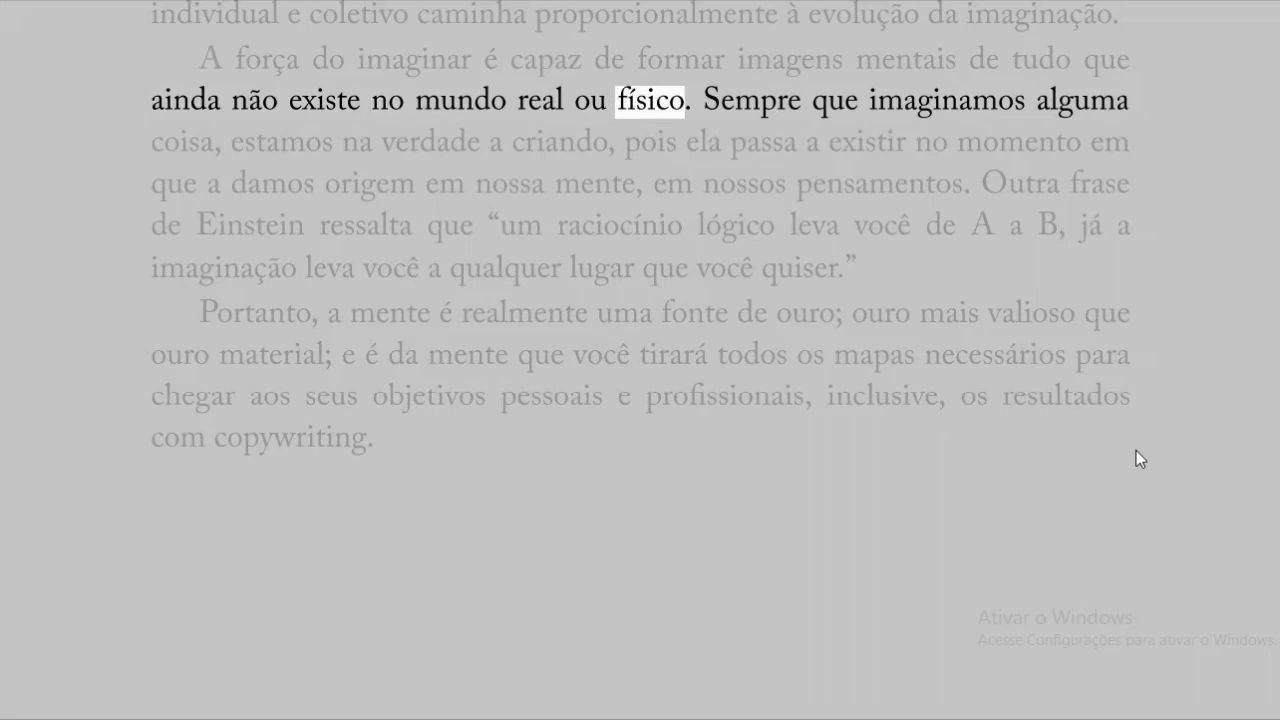 individual e coletivo caminha proporcionalmente à evolução da imaginação.
A força do imaginar é capaz de formar imagens mentais de tudo que
ainda não existe no mundo real ou físico. Sempre que imaginamos alguma
coisa, estamos na verdade a criando, pois ela passa a existir no momento em
que a damos origem em nossa mente, em nossos pensamentos. Outra frase
de Einstein ressalta que “um raciocínio lógico leva você de A a B, já a
imaginação leva você a qualquer lugar que você quiser.”
Portanto, a mente é realmente uma fonte de ouro; ouro mais valioso que
ouro material; e é da mente que você tirará todos os mapas necessários para
chegar aos seus objetivos pessoais e profissionais, inclusive, os resultados
com copywriting.
Ativar o Windows
Acesse Configurações para ativar o Windows.